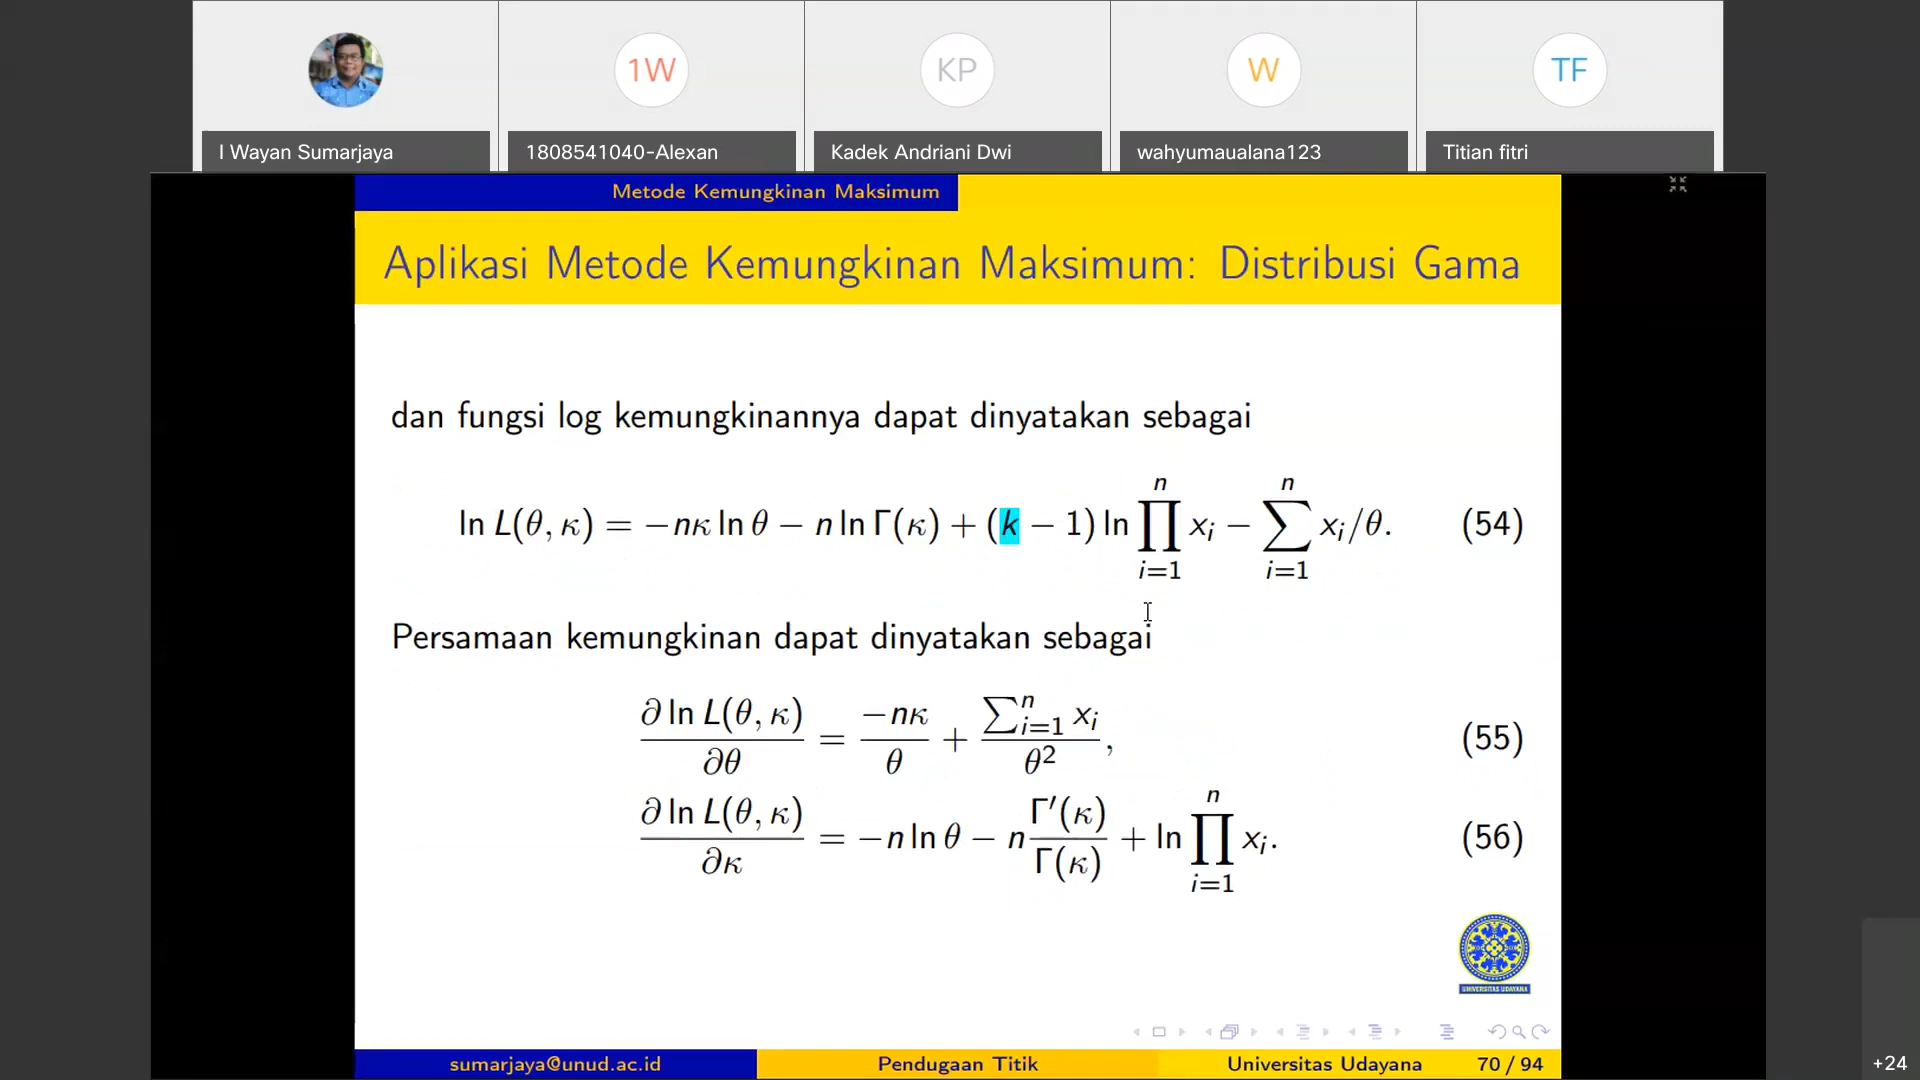 1W
KP
W
TF
I Wayan Sumarjaya
1808541040-Alexan
Kadek Andriani Dwi
wahyumaualana123
Titian fitri
Metode Kemungkinan Maksimum
Aplikasi Metode Kemungkinan Maksimum: Distribusi Gama
dan fungsi log kemungkinannya dapat dinyatakan sebagai
ln L(θ, κ) = −nκ ln θ − n ln Γ(κ) + (k − 1) ln ∏_{i=1}^{n} x_i − ∑_{i=1}^{n} x_i/θ. (54)
Persamaan kemungkinan dapat dinyatakan sebagai
∂ ln L(θ, κ)/∂θ = −nκ/θ + ∑_{i=1}^{n} x_i/θ², (55)
∂ ln L(θ, κ)/∂κ = −n ln θ − n Γ′(κ)/Γ(κ) + ln ∏_{i=1}^{n} x_i. (56)
UNIVERSITAS UDAYANA
sumarjaya@unud.ac.id
Pendugaan Titik
Universitas Udayana
70 / 94
+24